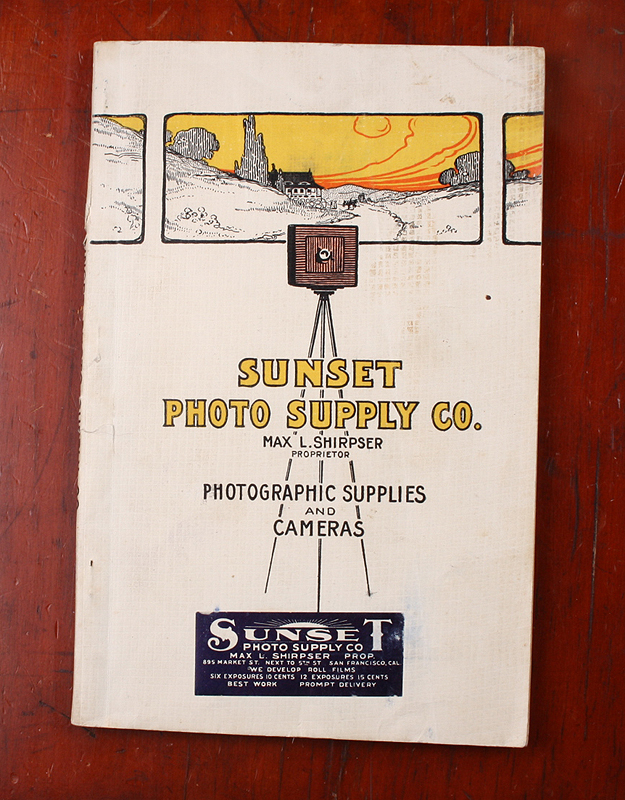 SUNSET
PHOTO SUPPLY CO.
MAX L. SHIRPSER
PROPRIETOR
PHOTOGRAPHIC SUPPLIES
AND
CAMERAS
SUNSET
PHOTO SUPPLY CO
MAX L. SHIRPSER PROP.
895 MARKET ST. NEXT TO 5TH ST SAN FRANCISCO, CAL.
WE DEVELOP ROLL FILMS
SIX EXPOSURES 10 CENTS 12 EXPOSURES 15 CENTS
BEST WORK PROMPT DELIVERY